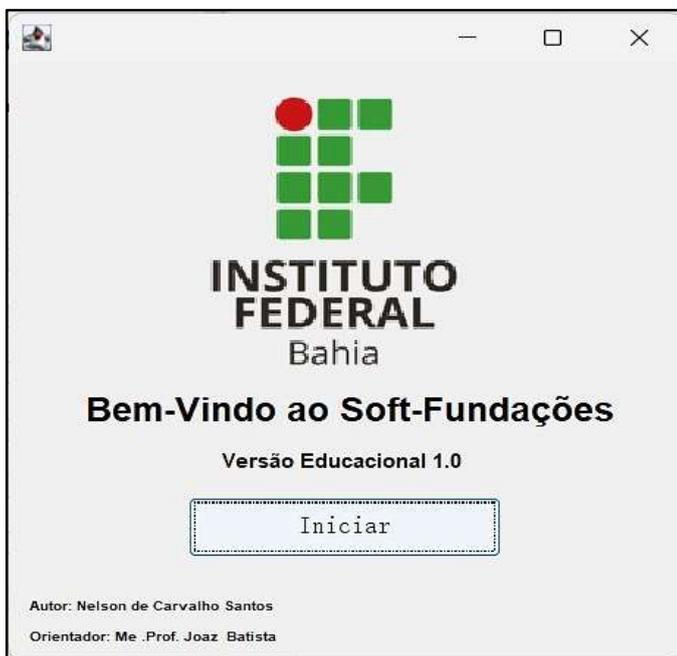 INSTITUTO
FEDERAL
Bahia
Bem-Vindo ao Soft-Fundações
Versão Educacional 1.0
Iniciar
Autor: Nelson de Carvalho Santos
Orientador: Me .Prof. Joaz Batista